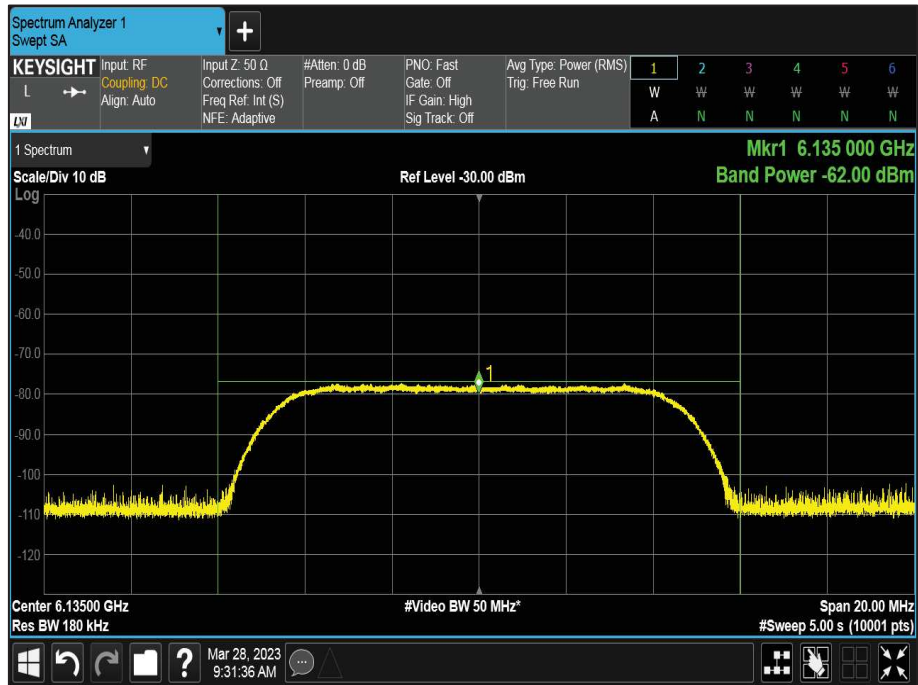 Spectrum Analyzer 1
Swept SA
+
KEYSIGHT
L
LXI
Input: RF
Coupling: DC
Align: Auto
Input Z: 50 Ω
Corrections: Off
Freq Ref: Int (S)
NFE: Adaptive
#Atten: 0 dB
Preamp: Off
PNO: Fast
Gate: Off
IF Gain: High
Sig Track: Off
Avg Type: Power (RMS)
Trig: Free Run
1 2 3 4 5 6
W W W W W W
A N N N N N
1 Spectrum
Mkr1 6.135 000 GHz
Scale/Div 10 dB
Ref Level -30.00 dBm
Band Power -62.00 dBm
Log
-40.0
-50.0
-60.0
-70.0
1
-80.0
-90.0
-100
-110
-120
Center 6.13500 GHz
#Video BW 50 MHz*
Span 20.00 MHz
Res BW 180 kHz
#Sweep 5.00 s (10001 pts)
?
Mar 28, 2023
9:31:36 AM